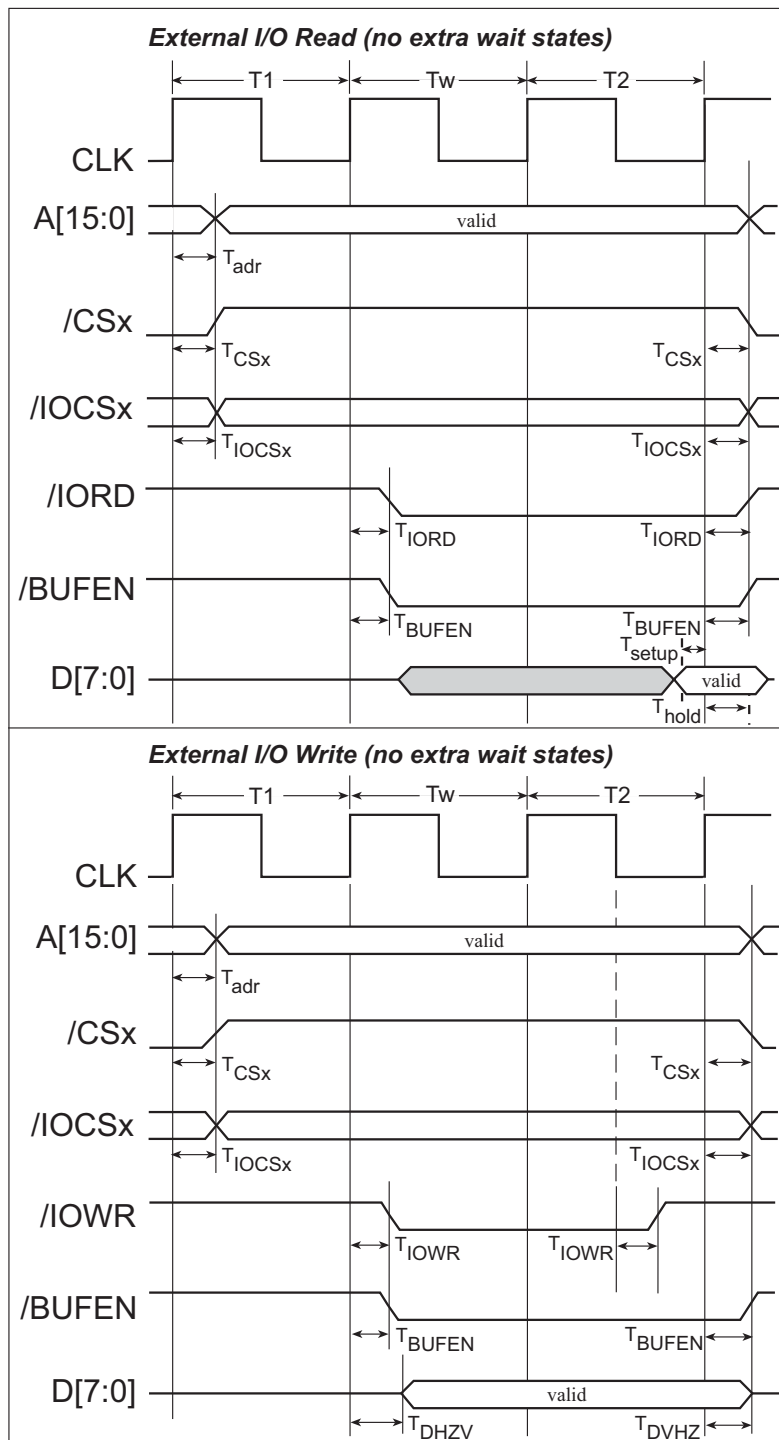 External I/O Read (no extra wait states)
T1 Tw T2
CLK
A[15:0] valid
Tadr
/CSx
TCSx TCSx
/IOCSx
TIOCSx TIOCSx
/IORD
TIORD TIORD
/BUFEN
TBUFEN TBUFEN
Tsetup
D[7:0] valid
Thold
External I/O Write (no extra wait states)
T1 Tw T2
CLK
A[15:0] valid
Tadr
/CSx
TCSx TCSx
/IOCSx
TIOCSx TIOCSx
/IOWR
TIOWR TIOWR
/BUFEN
TBUFEN TBUFEN
D[7:0] valid
TDHZV TDVHZ